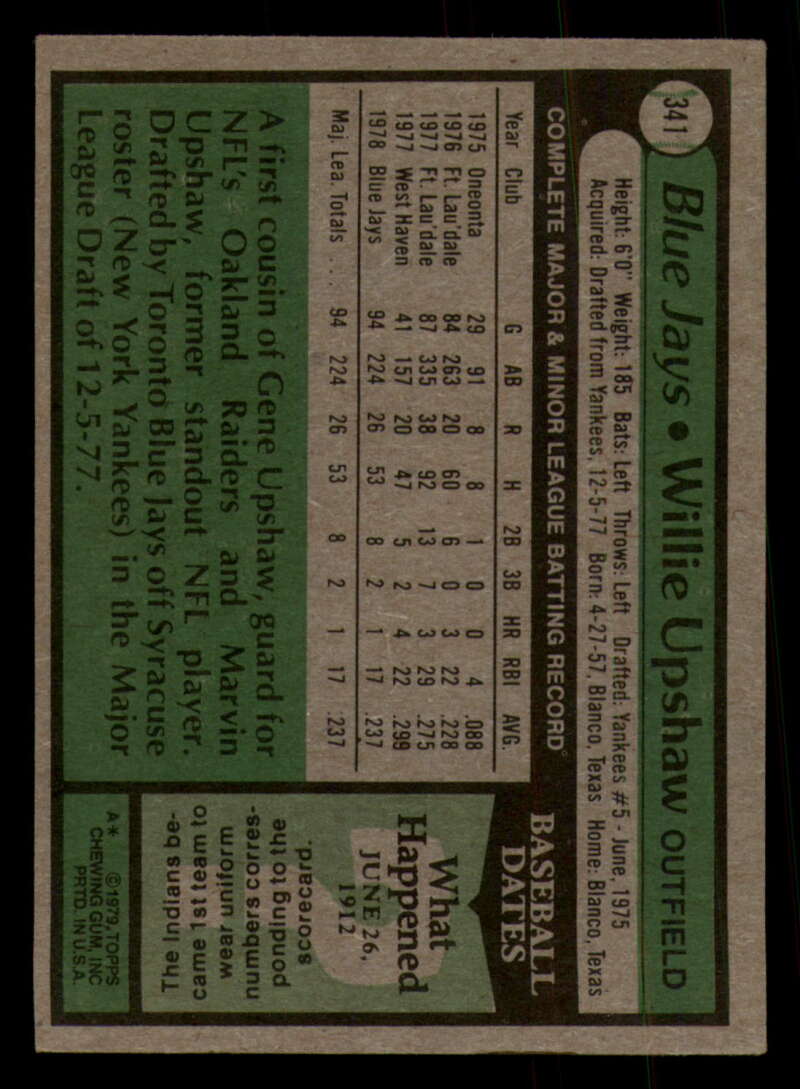 341
Blue Jays • Willie Upshaw OUTFIELD
Height: 6'0" Weight: 185 Bats: Left Throws: Left Drafted: Yankees #5 - June, 1975
Acquired: Drafted from Yankees, 12-5-77 Born: 4-27-57, Blanco, Texas Home: Blanco, Texas
COMPLETE MAJOR & MINOR LEAGUE BATTING RECORD
Year Club G AB R H 2B 3B HR RBI AVG.
1975 Oneonta 29 91 8 8 1 0 0 4 .088
1976 Ft. Lau'dale 84 263 20 60 6 0 3 22 .228
1977 Ft. Lau'dale 87 335 38 92 13 7 3 29 .275
1977 West Haven 41 157 20 47 5 2 4 22 .299
1978 Blue Jays 94 224 26 53 8 2 1 17 .237
Maj. Lea. Totals . . . 94 224 26 53 8 2 1 17 .237
A first cousin of Gene Upshaw, guard for
NFL's Oakland Raiders and Marvin
Upshaw, former standout NFL player.
Drafted by Toronto Blue Jays off Syracuse
roster (New York Yankees) in the Major
League Draft of 12-5-77.
BASEBALL
DATES
What
Happened
JUNE 26,
1912
The Indians be-
came 1st team to
wear uniform
numbers corres-
ponding to the
scorecard.
A* ©1979, TOPPS
CHEWING GUM, INC
PRTD. IN U.S.A.